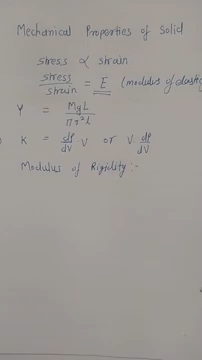 Mechanical Properties of Solid
stress ∝ strain
stress/strain = E (modulus of elastic
Y = MgL/πr²l
K = dP/dV V or V dP/dV
Modulus of Rigidity :-